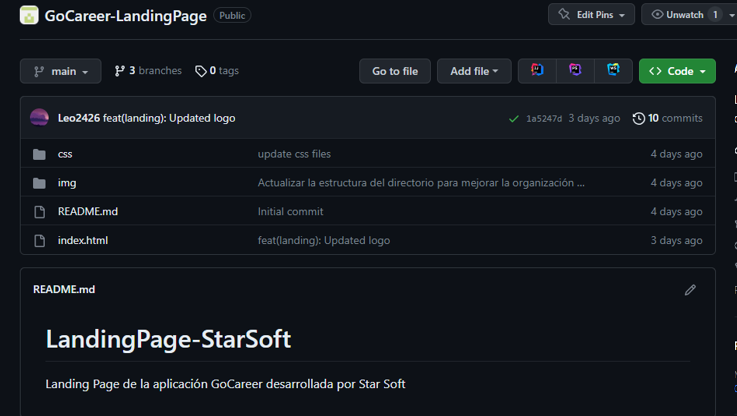 GoCareer-LandingPage Public Edit Pins Unwatch 1
main 3 branches 0 tags Go to file Add file Code
Leo2426 feat(landing): Updated logo 1a5247d 3 days ago 10 commits
css update css files 4 days ago
img Actualizar la estructura del directorio para mejorar la organización ... 4 days ago
README.md Initial commit 4 days ago
index.html feat(landing): Updated logo 3 days ago
README.md
LandingPage-StarSoft
Landing Page de la aplicación GoCareer desarrollada por Star Soft